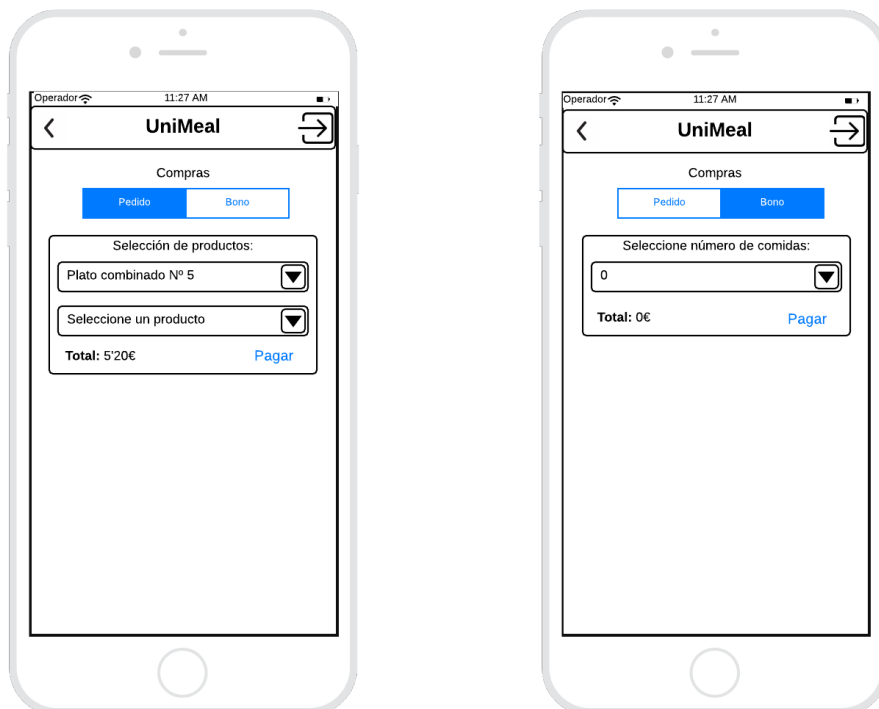 Operador 11:27 AM
UniMeal
Compras
Pedido Bono
Selección de productos:
Plato combinado Nº 5
Seleccione un producto
Total: 5'20€ Pagar
Operador 11:27 AM
UniMeal
Compras
Pedido Bono
Seleccione número de comidas:
0
Total: 0€ Pagar